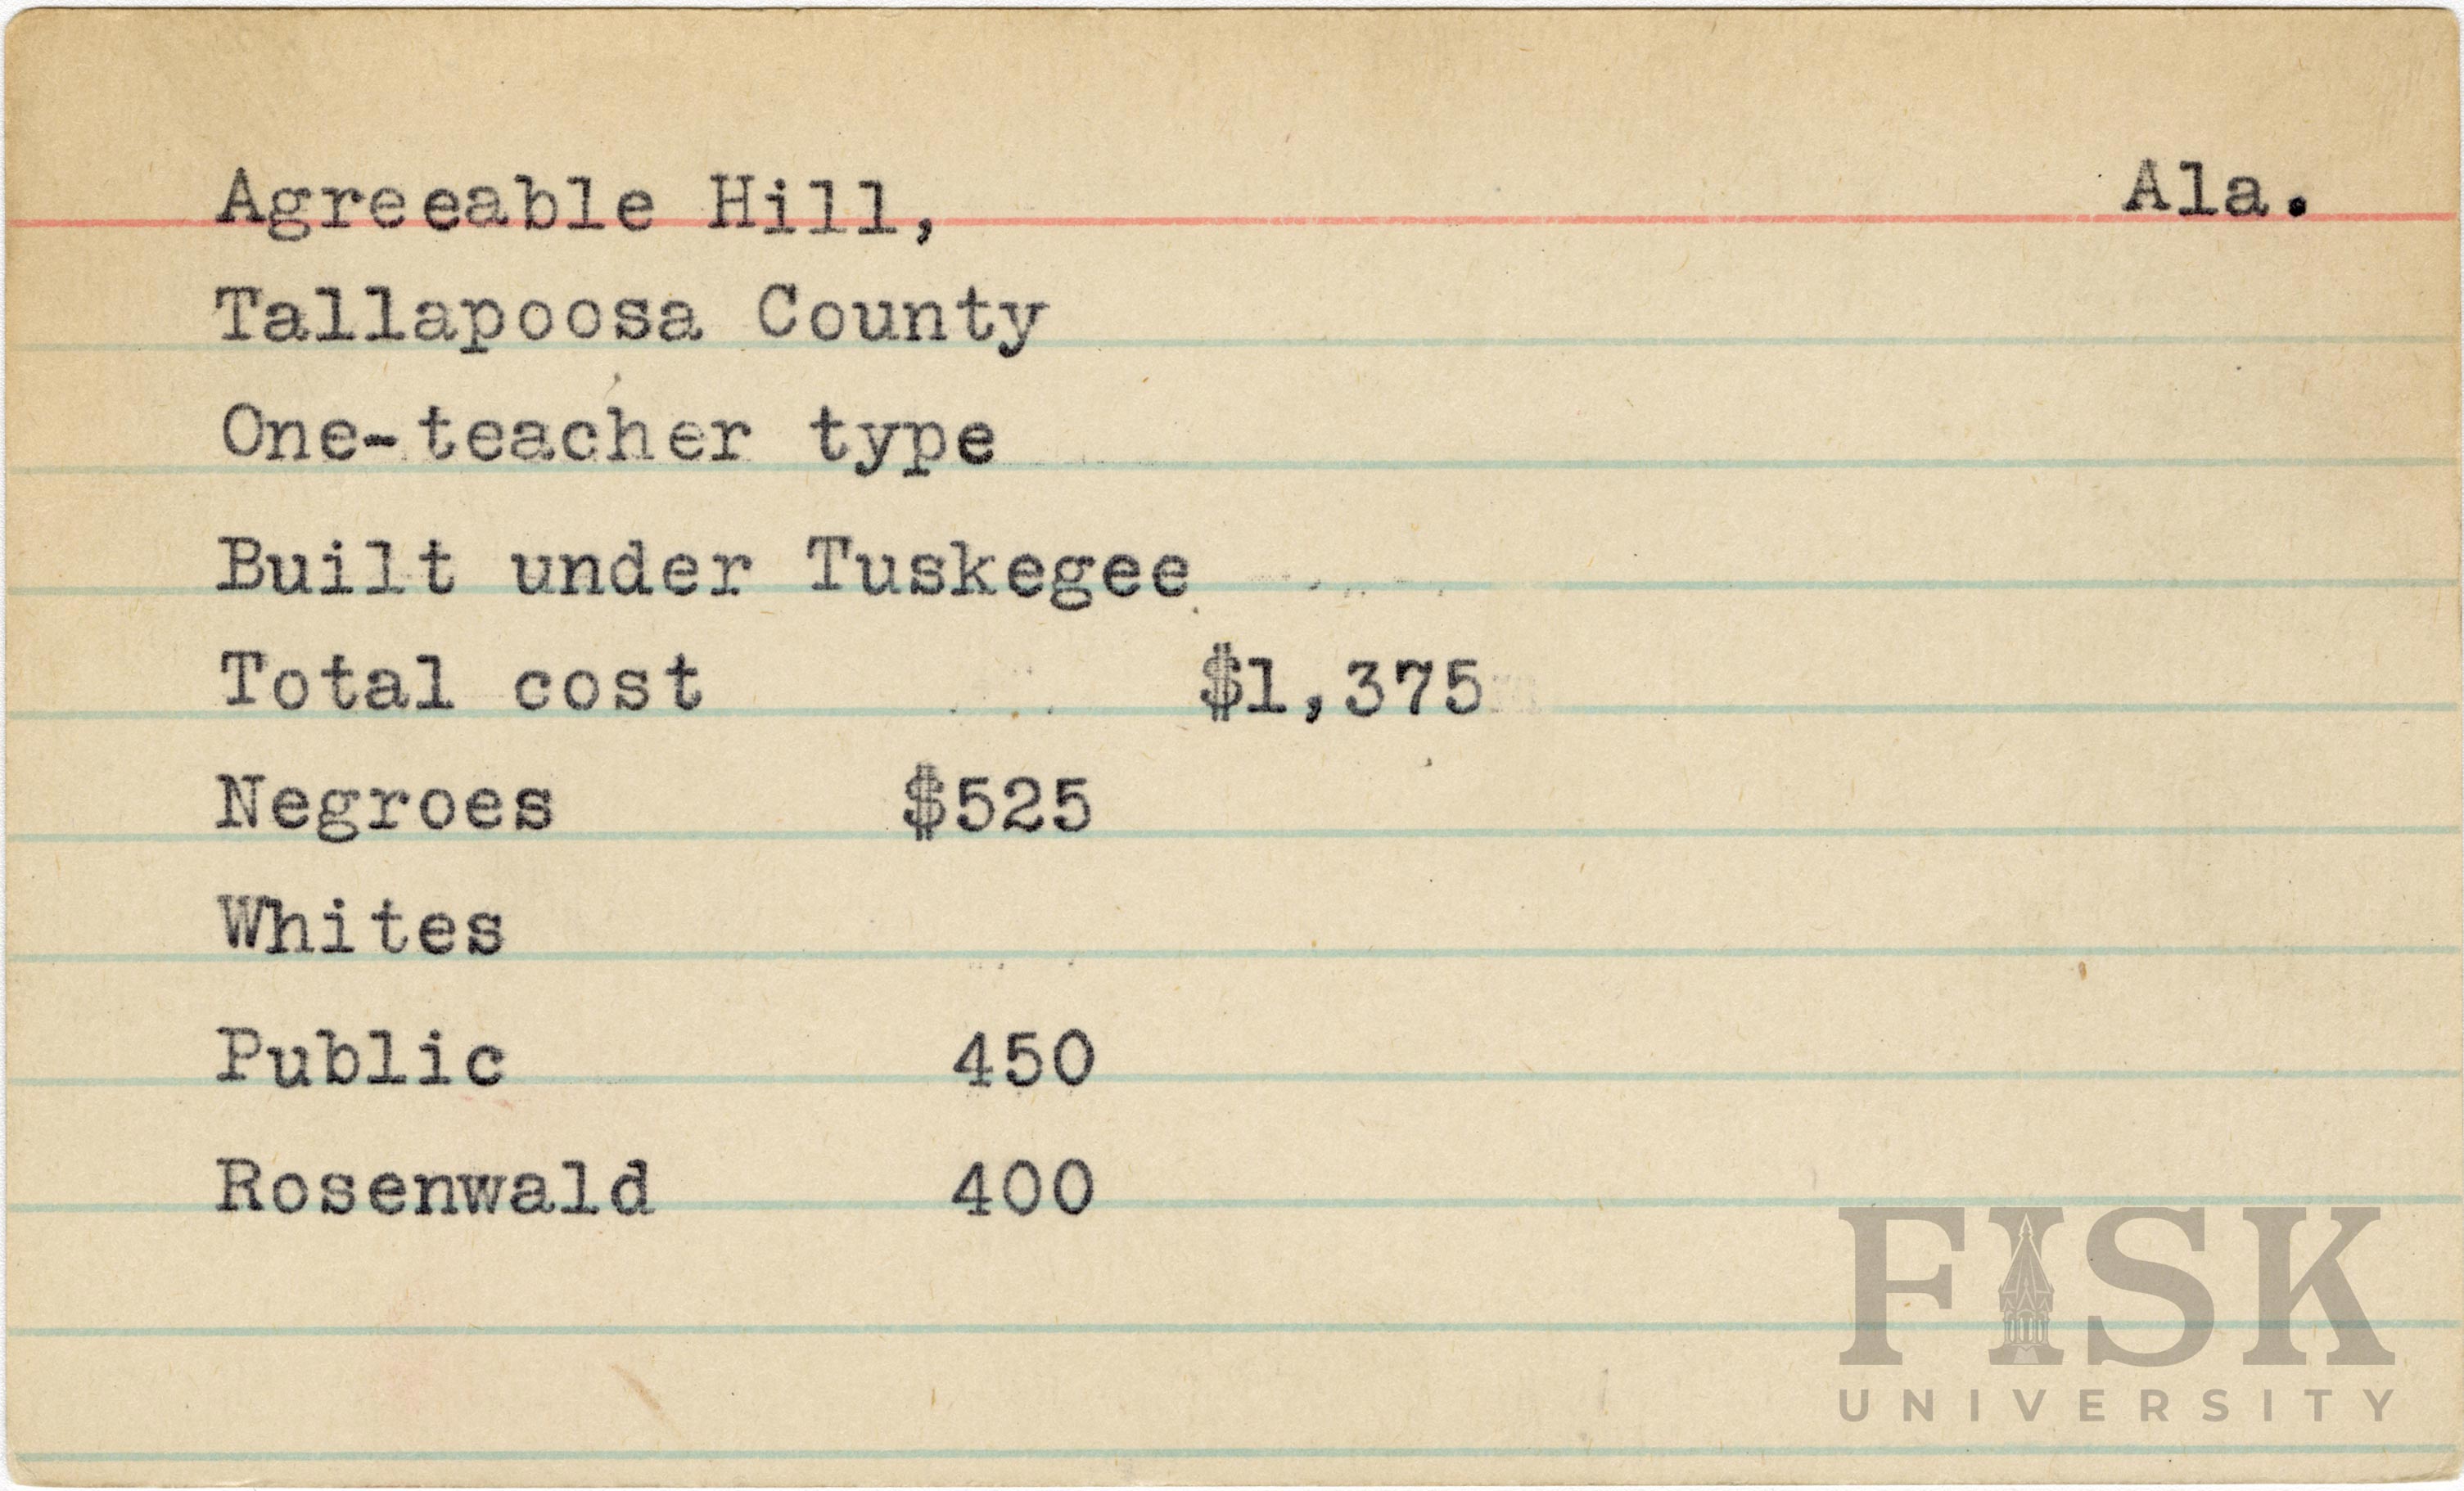 Agreeable Hill, Ala.
Tallapoosa County
One-teacher type
Built under Tuskegee
Total cost $1,375
Negroes $525
Whites
Public 450
Rosenwald 400
FISK
UNIVERSITY